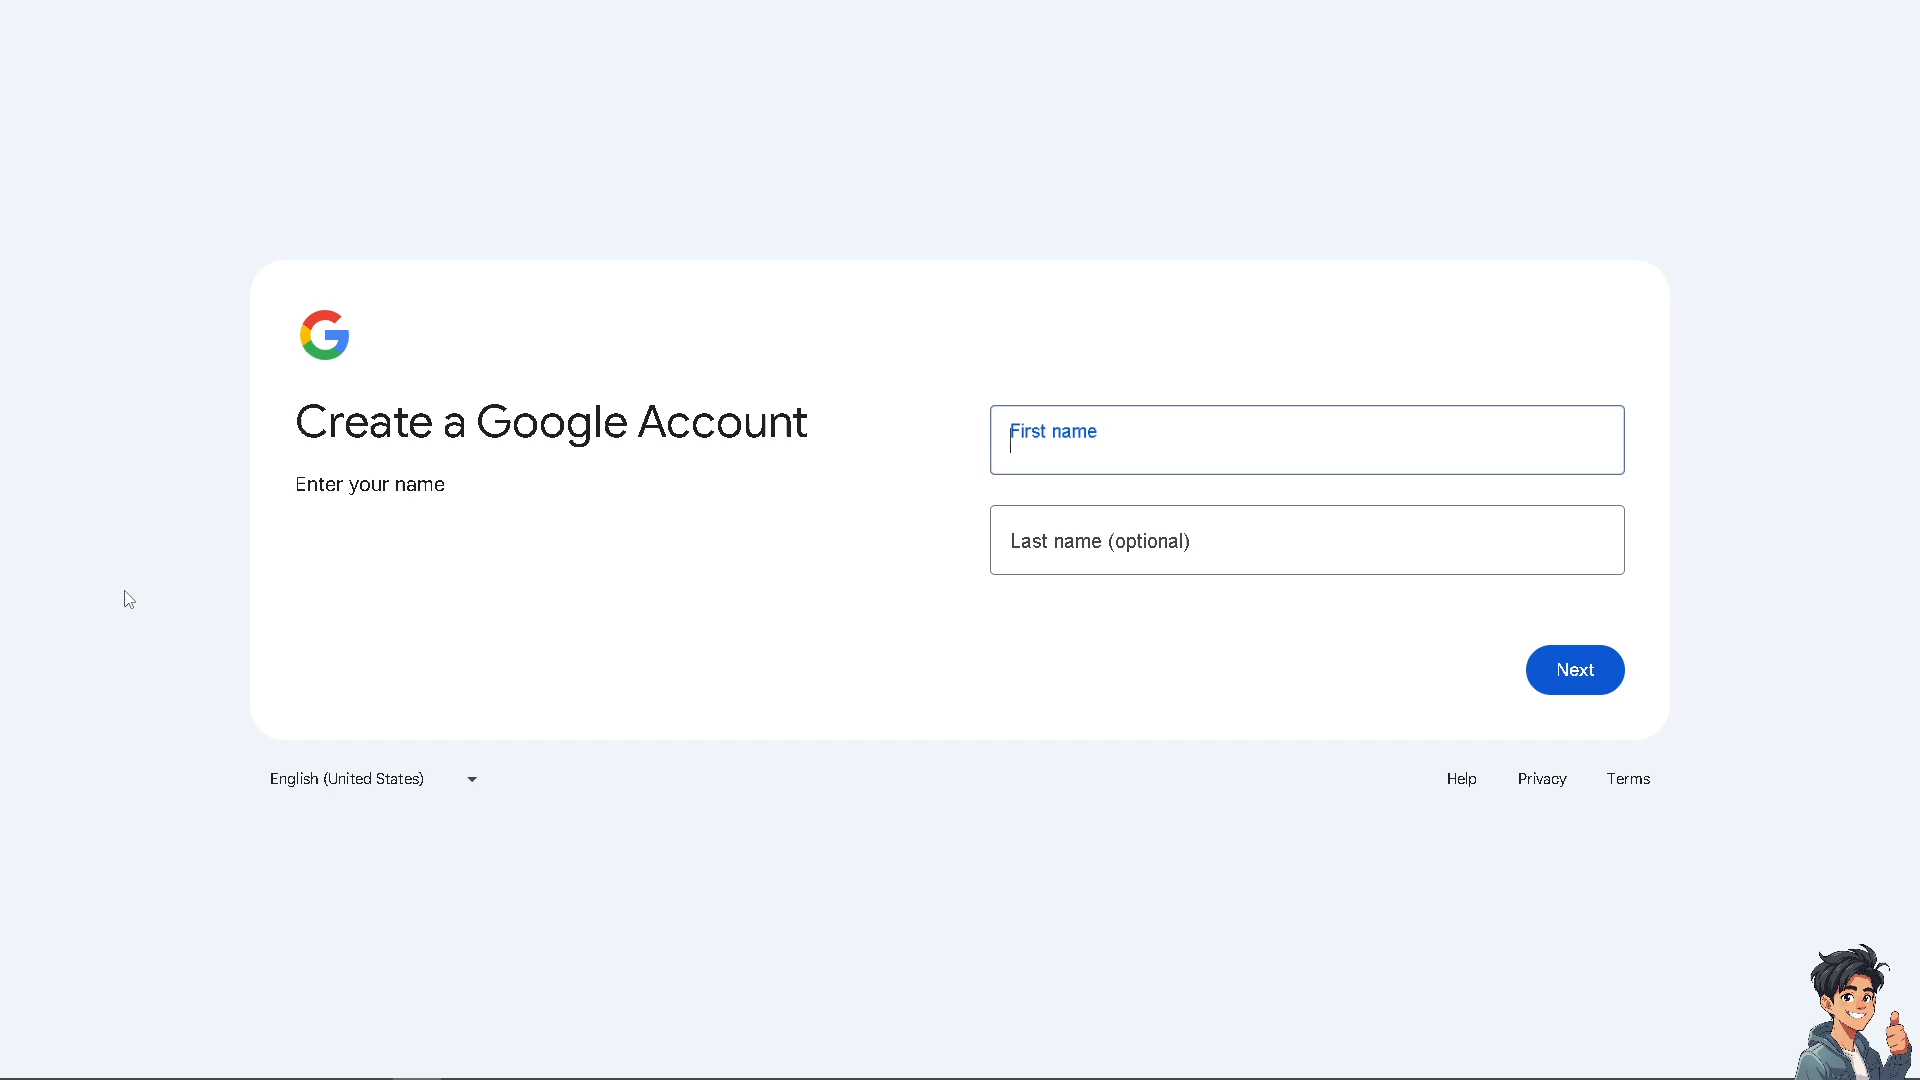 Create a Google Account
Enter your name
First name
Last name (optional)
Next
English (United States)
Help
Privacy
Terms